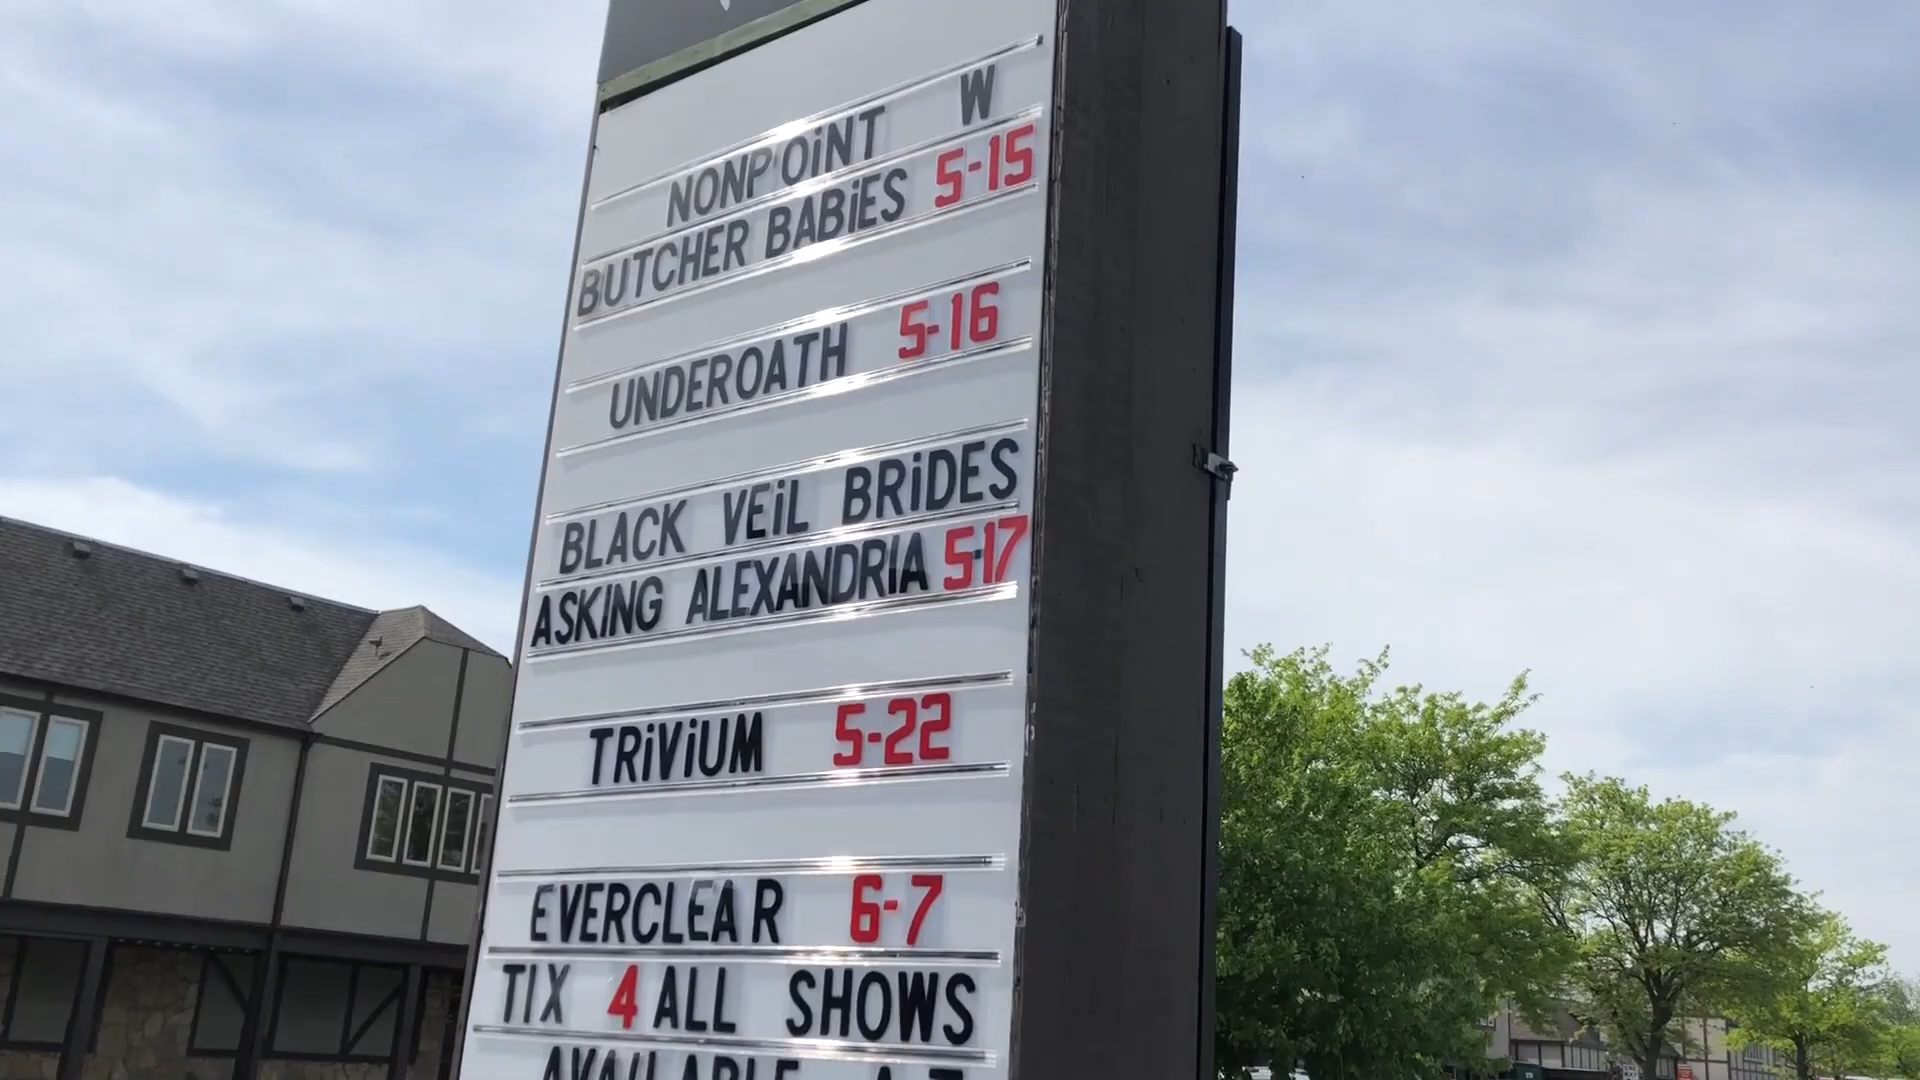 NONPOiNT W
BUTCHER BABiES 5-15
UNDEROATH 5-16
BLACK VEiL BRiDES
ASKING ALEXANDRiA 5-17
TRiViUM 5-22
EVERCLEAR 6-7
TIX 4 ALL SHOWS
AVAILABLE